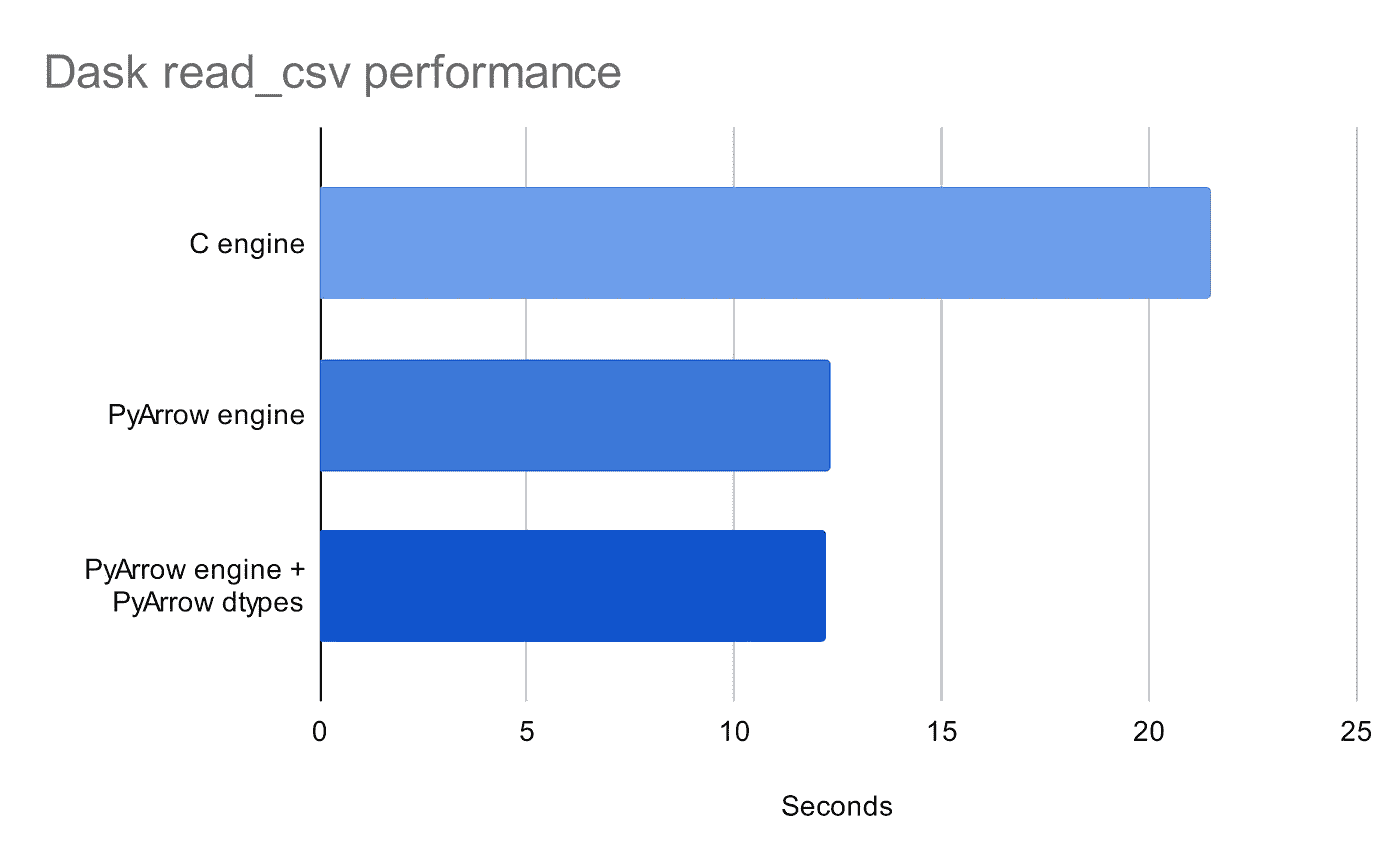 Dask read_csv performance
C engine
PyArrow engine
PyArrow engine +
PyArrow dtypes
0 5 10 15 20 25
Seconds